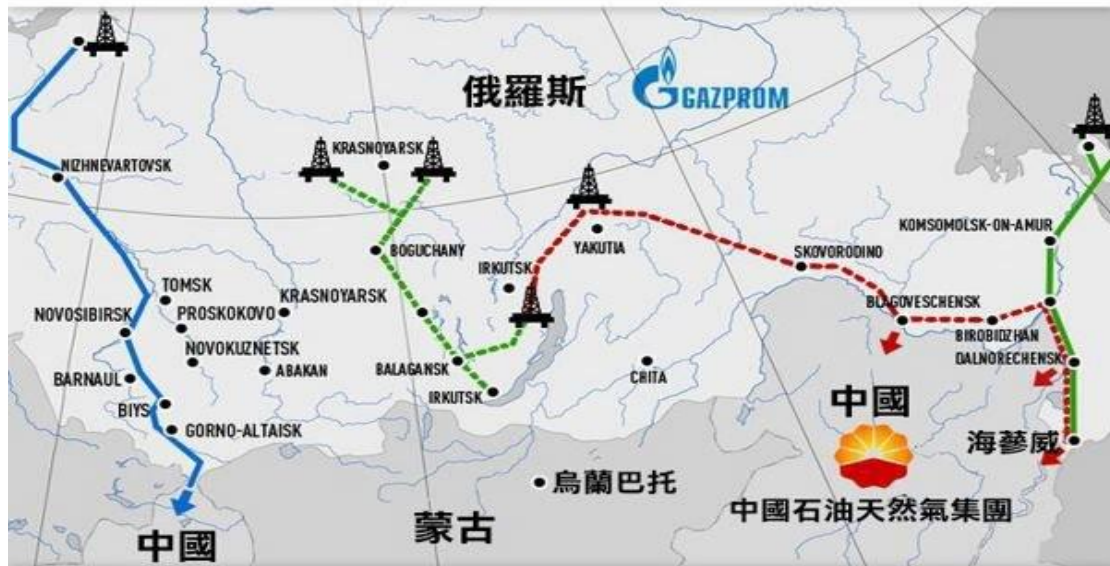 俄羅斯
GAZPROM
KRASNOYARSK
NIZHNEVARTOVSK
KOMSOMOLSK-ON-AMUR
YAKUTIA
BOGUCHANY
SKOVORODINO
IRKUTSK
TOMSK
KRASNOYARSK
NOVOSIBIRSK
PROSKOKOVO
BLAGOVESCHENSK
BIROBIDZHAN
NOVOKUZNETSK
BALAGANSK
DALNORECHENSK
ABAKAN
BARNAUL
CHITA
IRKUTSK
BIYS
中國
GORNO-ALTAISK
海參威
烏蘭巴托
中國石油天然氣集團
蒙古
中國